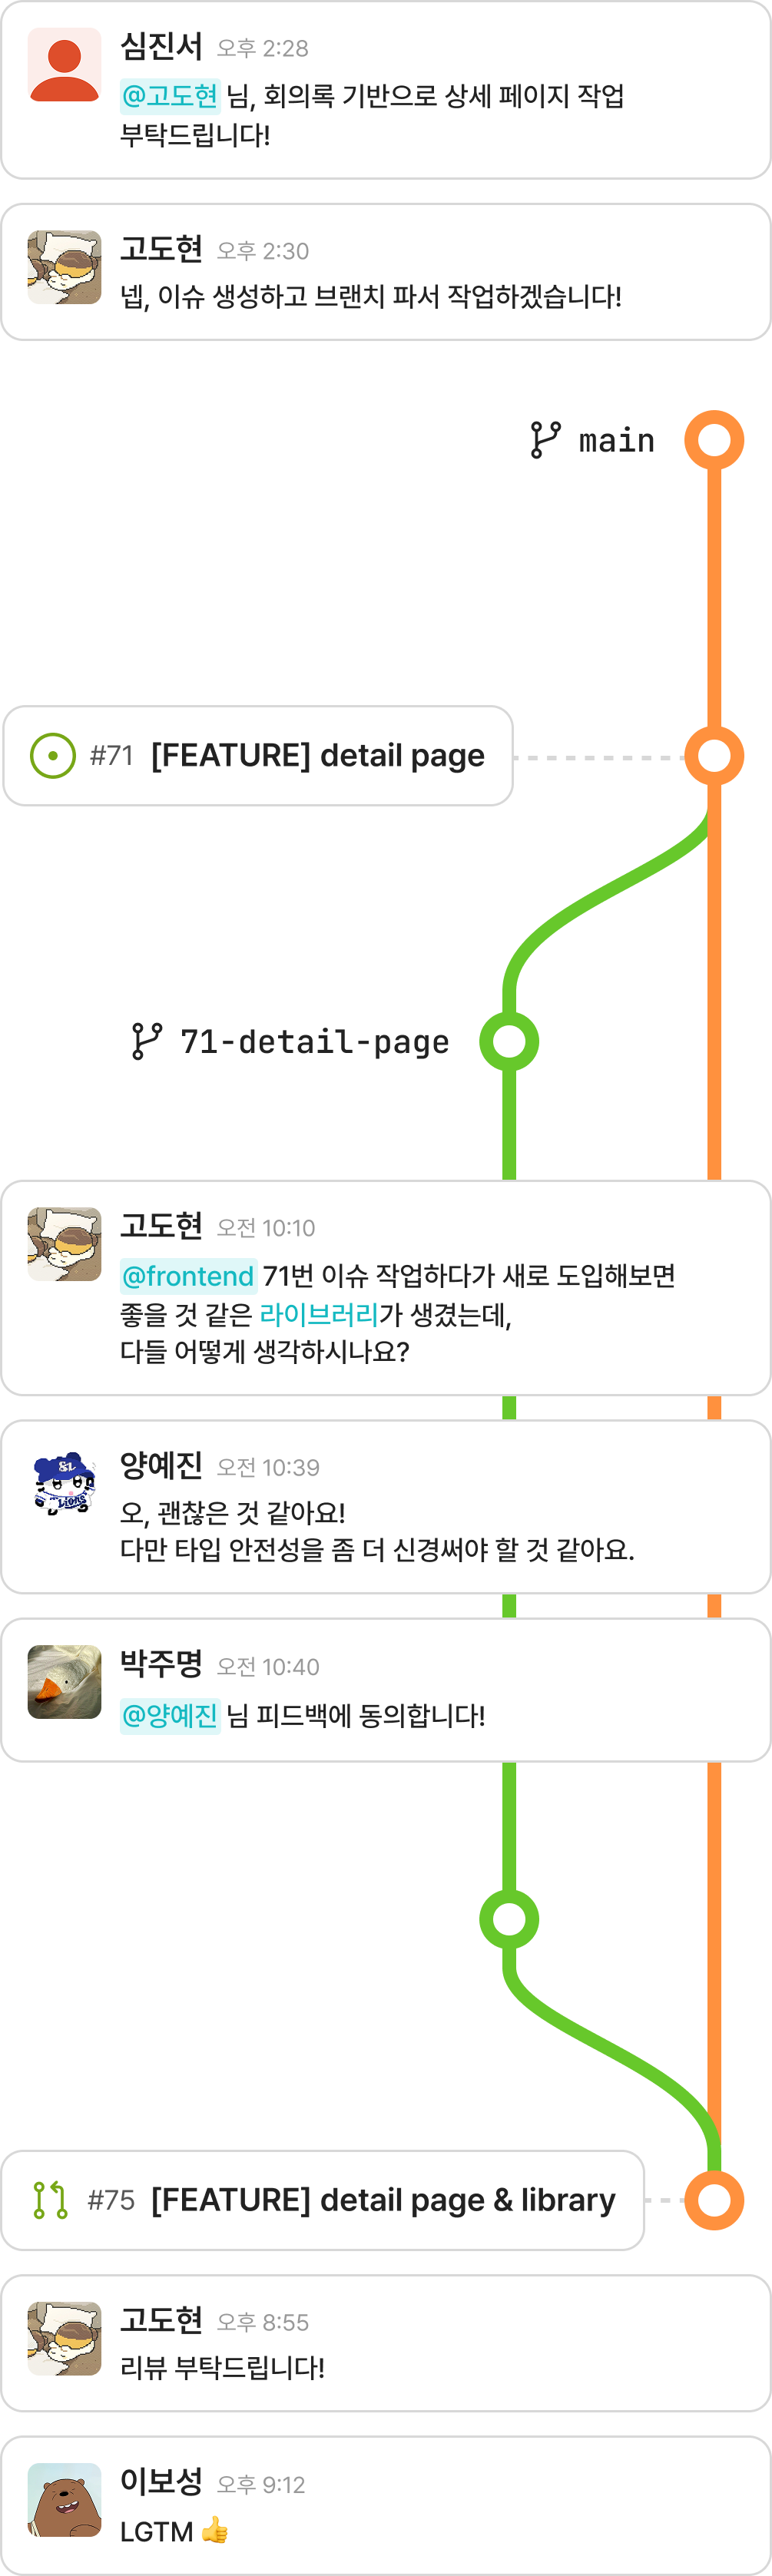 심진서 오후 2:28
@고도현 님, 회의록 기반으로 상세 페이지 작업
부탁드립니다!
고도현 오후 2:30
넵, 이슈 생성하고 브랜치 파서 작업하겠습니다!
main
#71 [FEATURE] detail page
71-detail-page
고도현 오전 10:10
@frontend 71번 이슈 작업하다가 새로 도입해보면
좋을 것 같은 라이브러리가 생겼는데,
다들 어떻게 생각하시나요?
양예진 오전 10:39
오, 괜찮은 것 같아요!
다만 타입 안전성을 좀 더 신경써야 할 것 같아요.
박주명 오전 10:40
@양예진 님 피드백에 동의합니다!
#75 [FEATURE] detail page & library
고도현 오후 8:55
리뷰 부탁드립니다!
이보성 오후 9:12
LGTM 👍